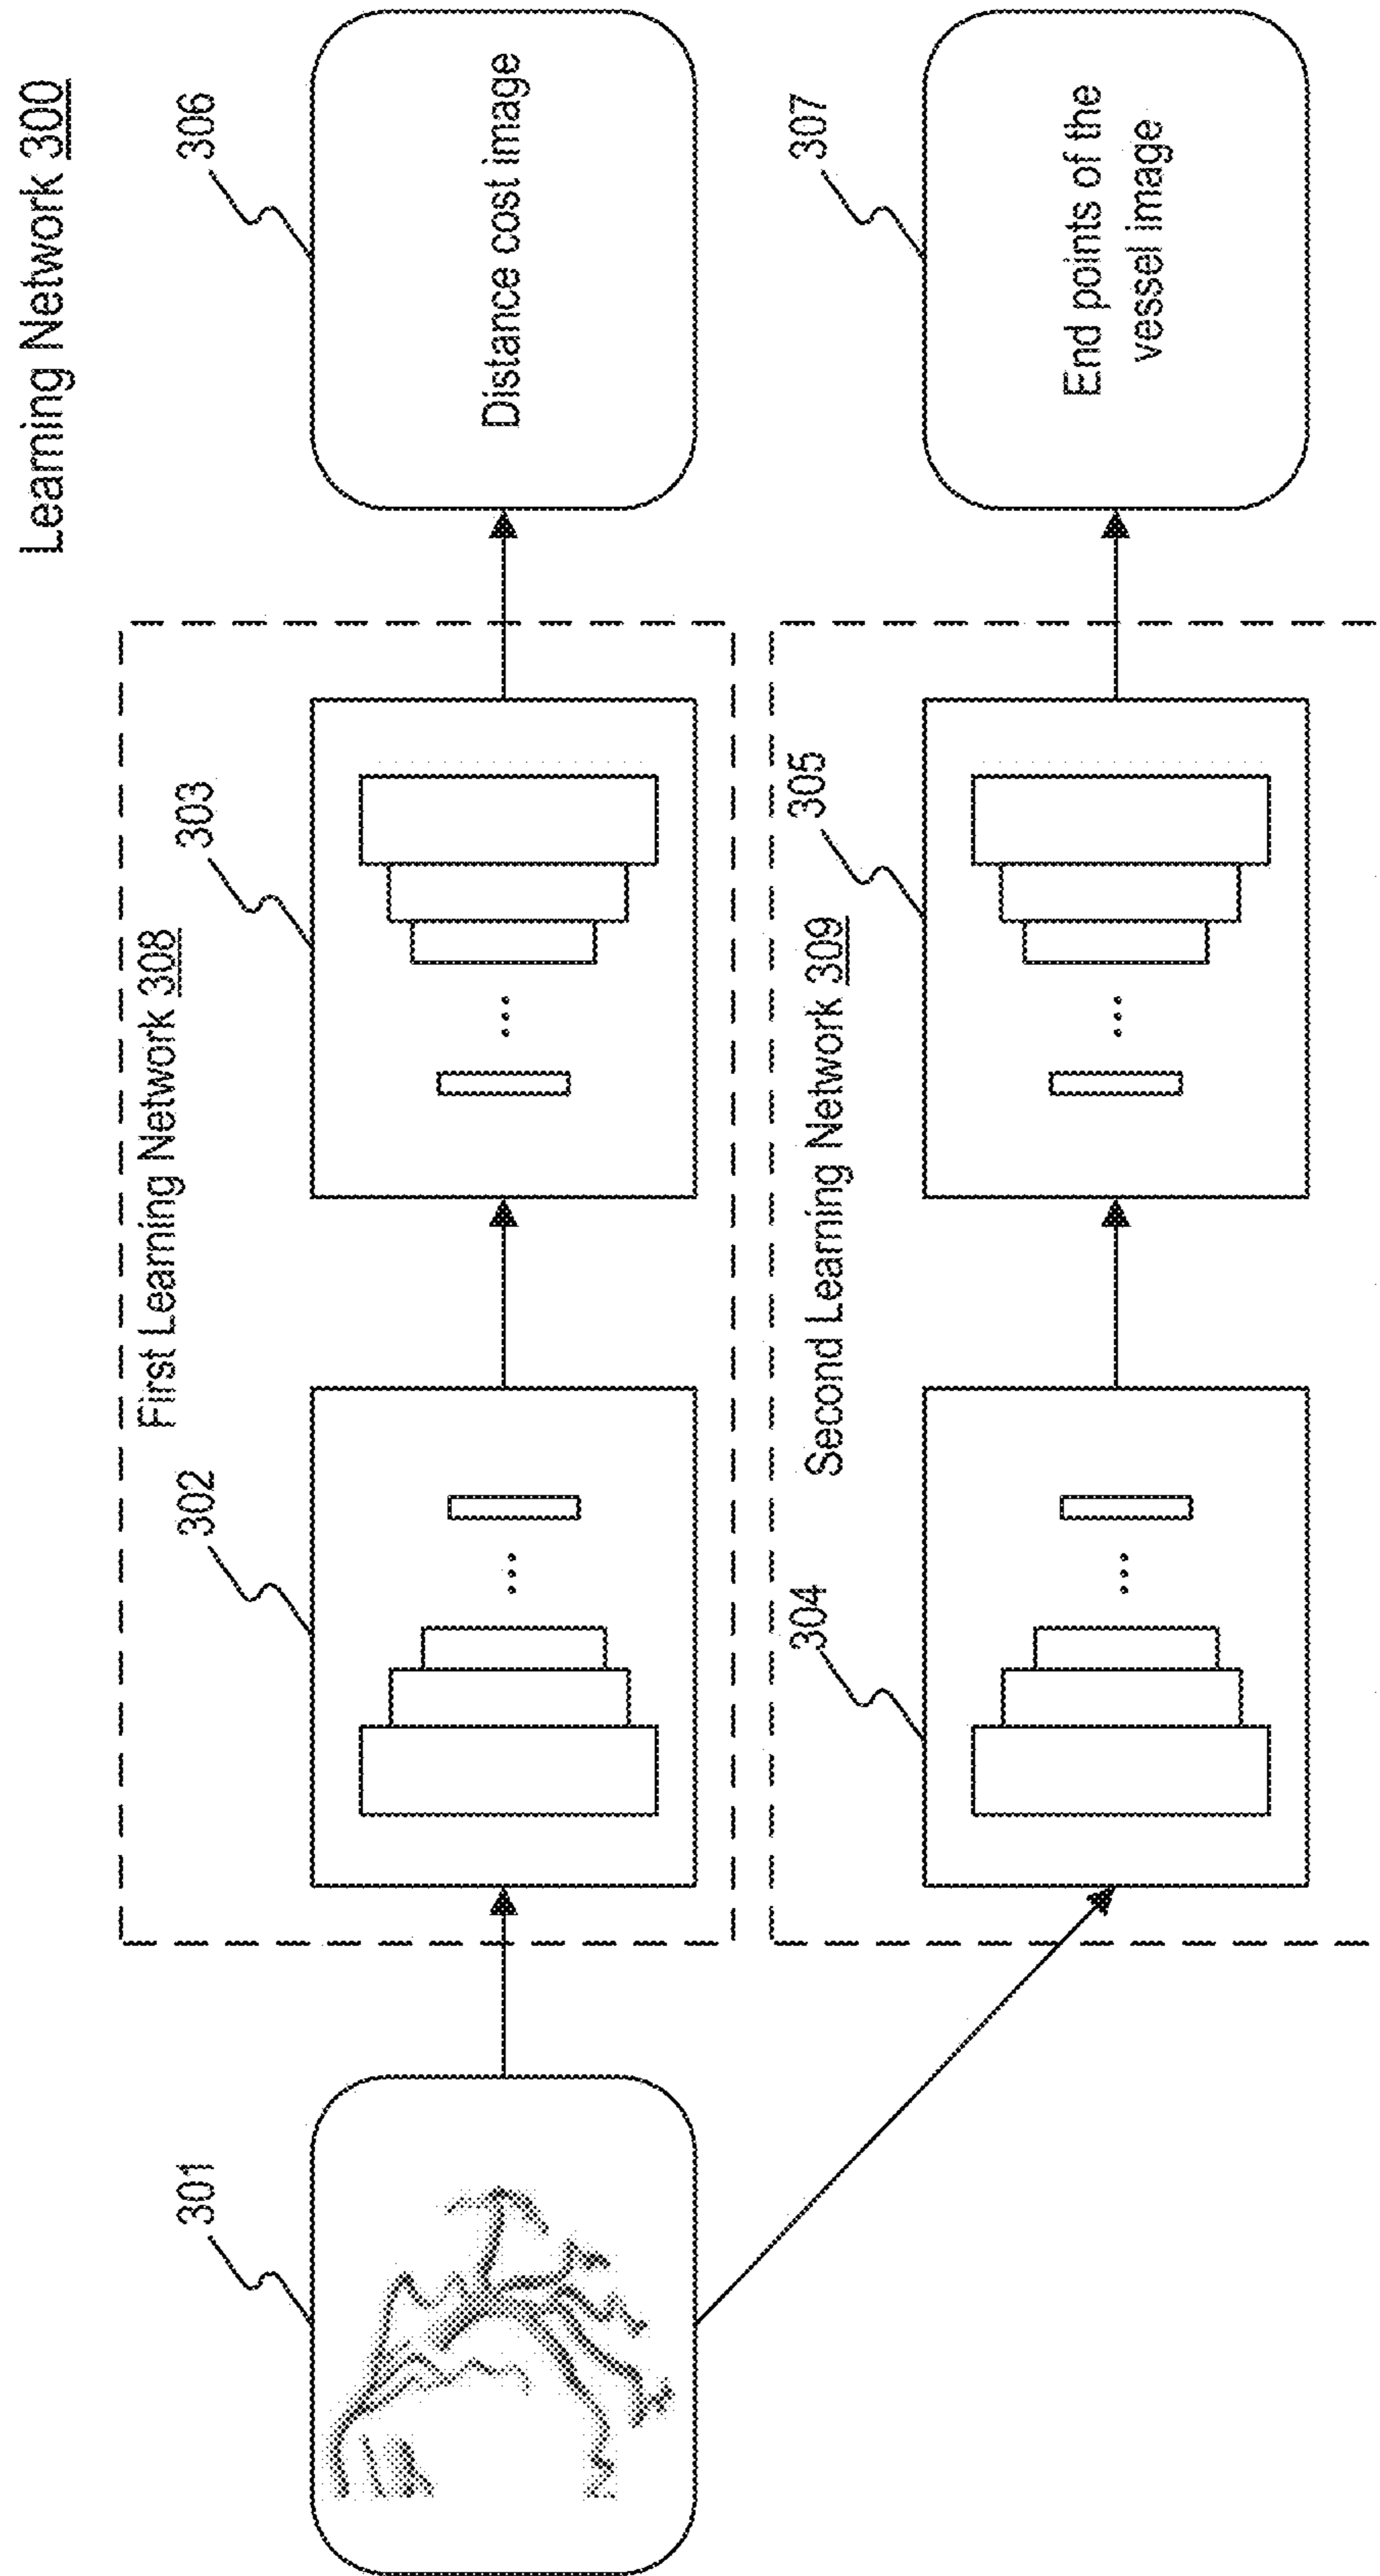 Learning Network 300
301
302
First Learning Network 308
303
306
Distance cost image
304
Second Learning Network 309
305
307
End points of the
vessel image